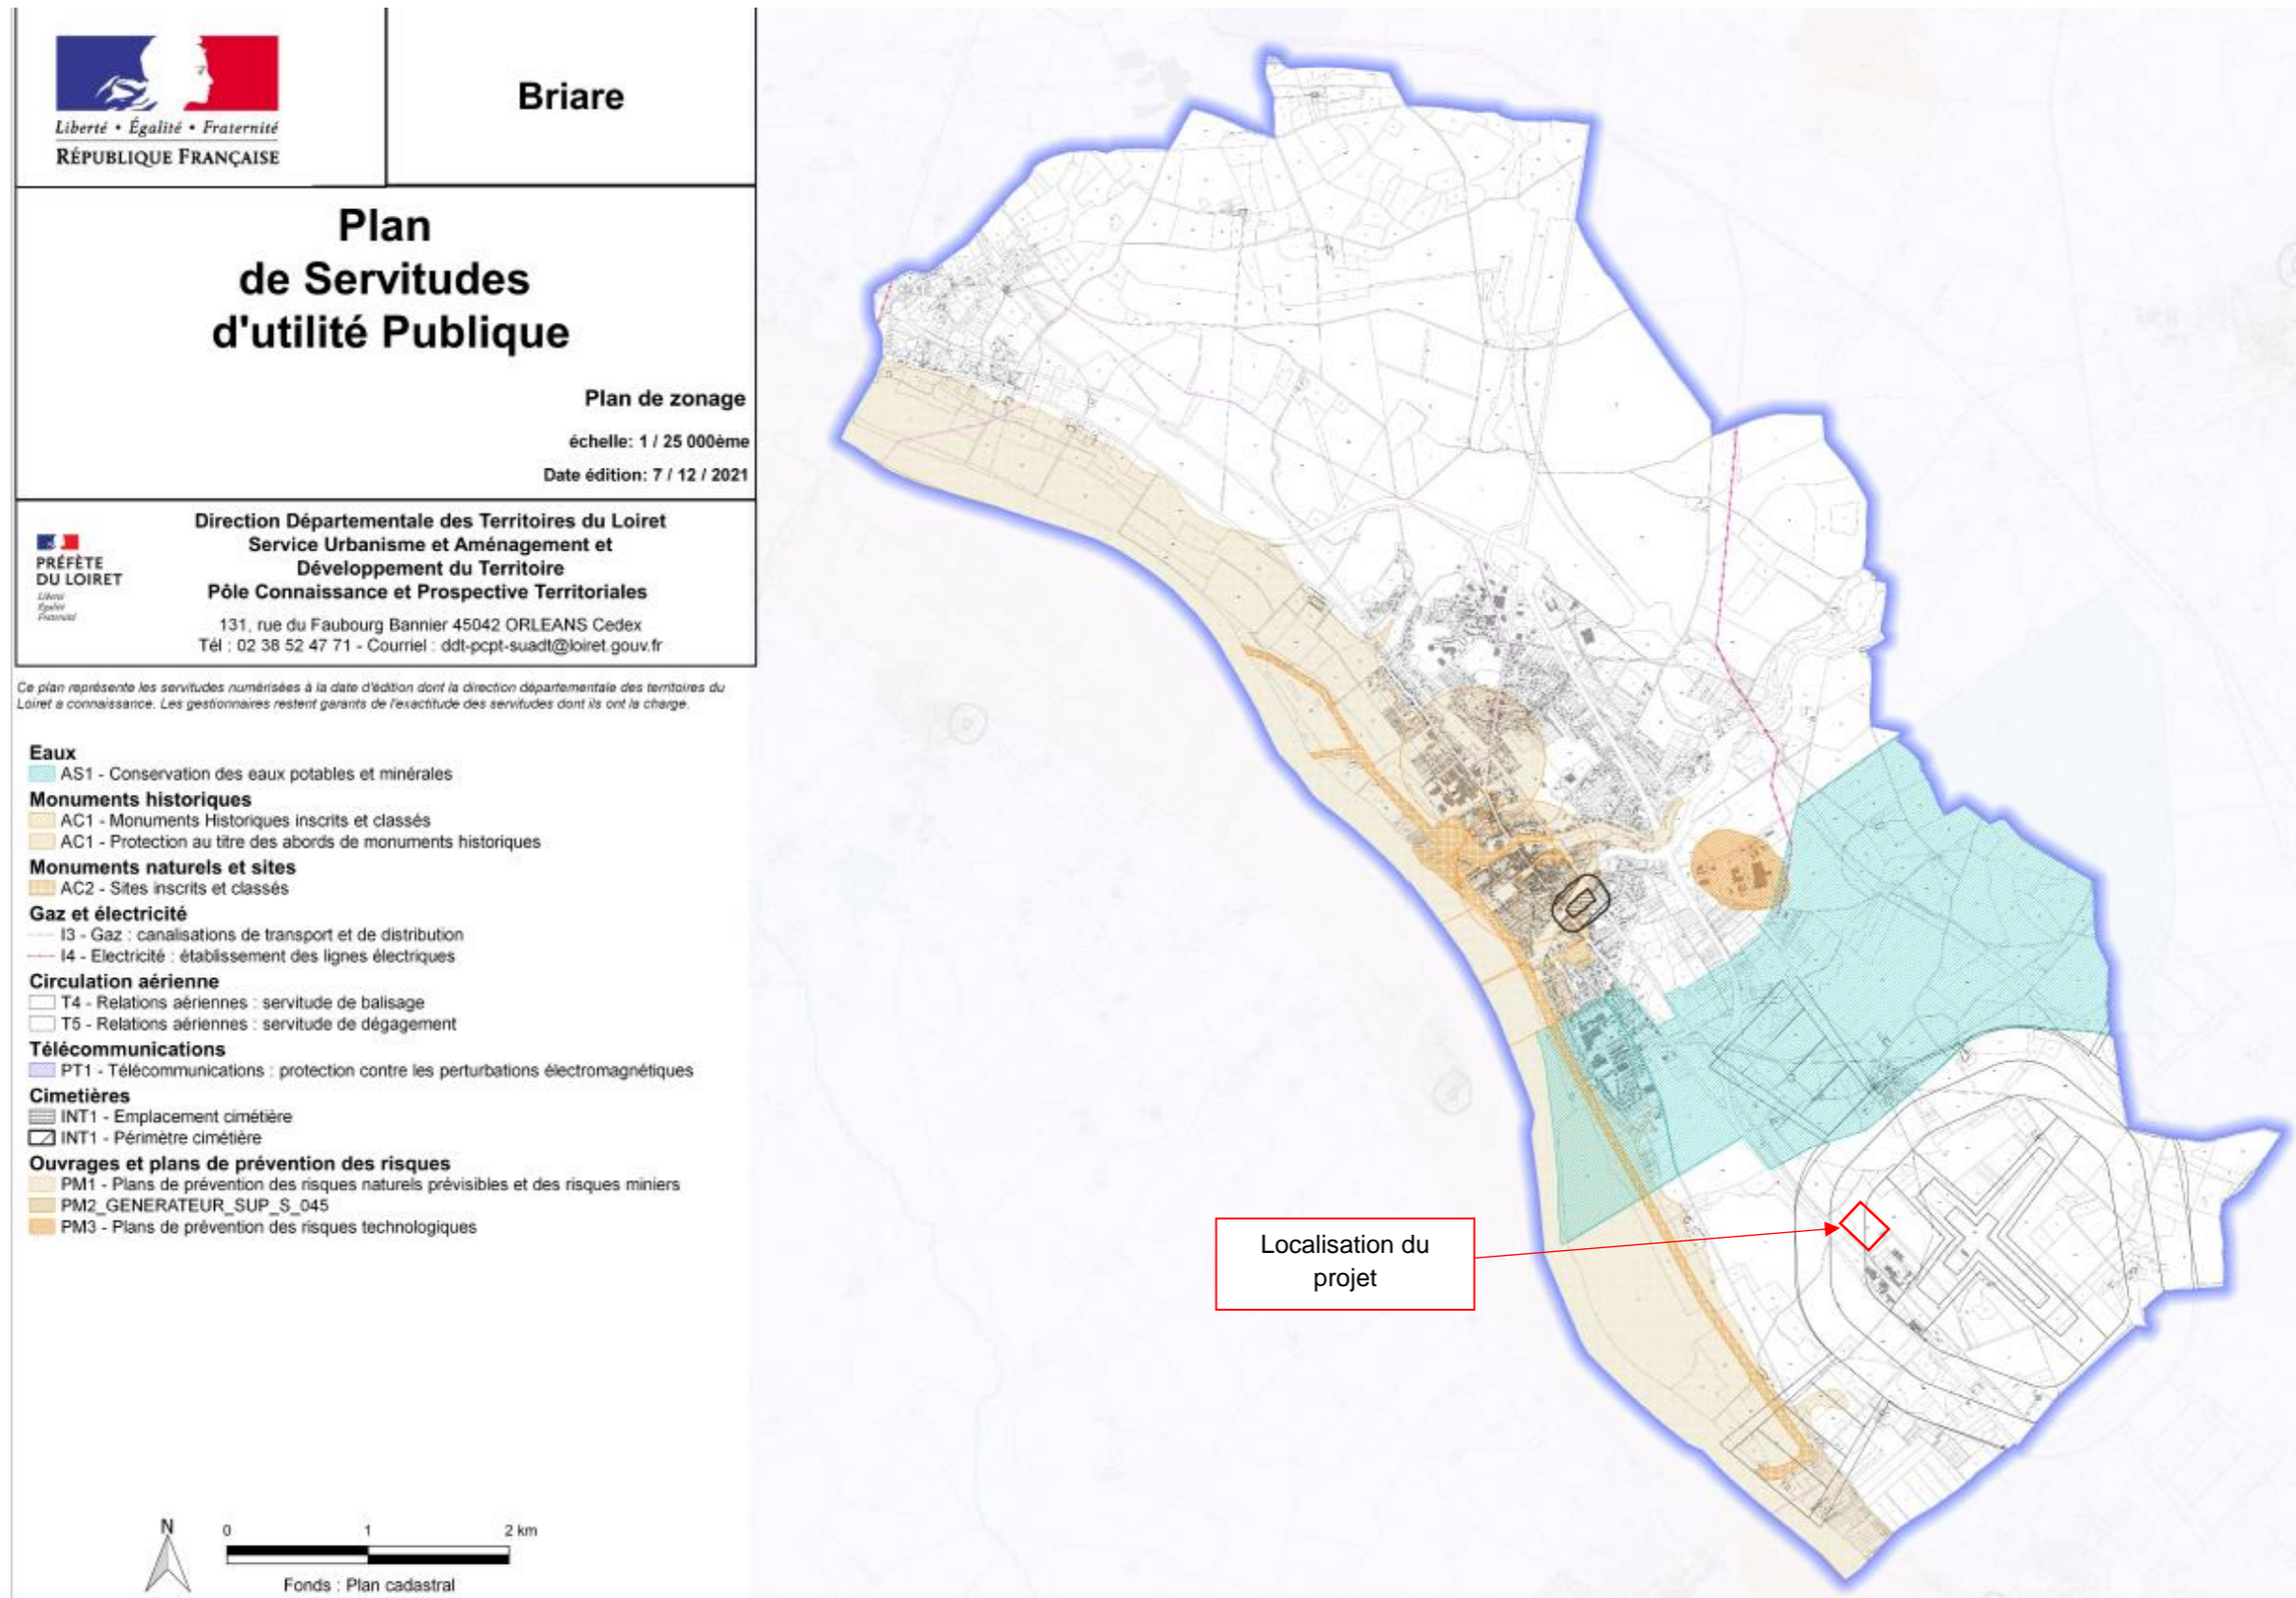 Liberté • Égalité • Fraternité
RÉPUBLIQUE FRANÇAISE
Briare
Plan
de Servitudes
d'utilité Publique
Plan de zonage
échelle: 1 / 25 000ème
Date édition: 7 / 12 / 2021
PRÉFÈTE
DU LOIRET
Liberté
Égalité
Fraternité
Direction Départementale des Territoires du Loiret
Service Urbanisme et Aménagement et
Développement du Territoire
Pôle Connaissance et Prospective Territoriales
131, rue du Faubourg Bannier 45042 ORLEANS Cedex
Tél : 02 38 52 47 71 - Courriel : ddt-pcpt-suadt@loiret.gouv.fr
Ce plan représente les servitudes numérisées à la date d'édition dont la direction départementale des territoires du
Loiret a connaissance. Les gestionnaires restent garants de l'exactitude des servitudes dont ils ont la charge.
Eaux
AS1 - Conservation des eaux potables et minérales
Monuments historiques
AC1 - Monuments Historiques inscrits et classés
AC1 - Protection au titre des abords de monuments historiques
Monuments naturels et sites
AC2 - Sites inscrits et classés
Gaz et électricité
I3 - Gaz : canalisations de transport et de distribution
I4 - Electricité : établissement des lignes électriques
Circulation aérienne
T4 - Relations aériennes : servitude de balisage
T5 - Relations aériennes : servitude de dégagement
Télécommunications
PT1 - Télécommunications : protection contre les perturbations électromagnétiques
Cimetières
INT1 - Emplacement cimétière
INT1 - Périmètre cimétière
Ouvrages et plans de prévention des risques
PM1 - Plans de prévention des risques naturels prévisibles et des risques miniers
PM2_GENERATEUR_SUP_S_045
PM3 - Plans de prévention des risques technologiques
N
0 1 2 km
Fonds : Plan cadastral
Localisation du
projet